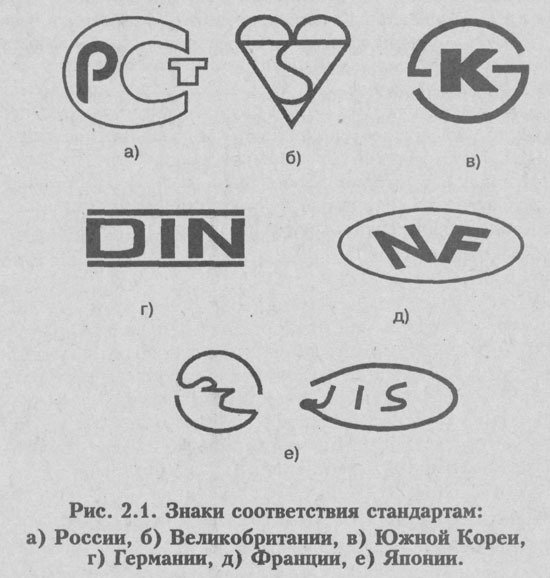 РСТ
а)
б)
S
K
в)
DIN
г)
NF
д)
JIS
е)
Рис. 2.1. Знаки соответствия стандартам:
а) России, б) Великобритании, в) Южной Кореи,
г) Германии, д) Франции, е) Японии.